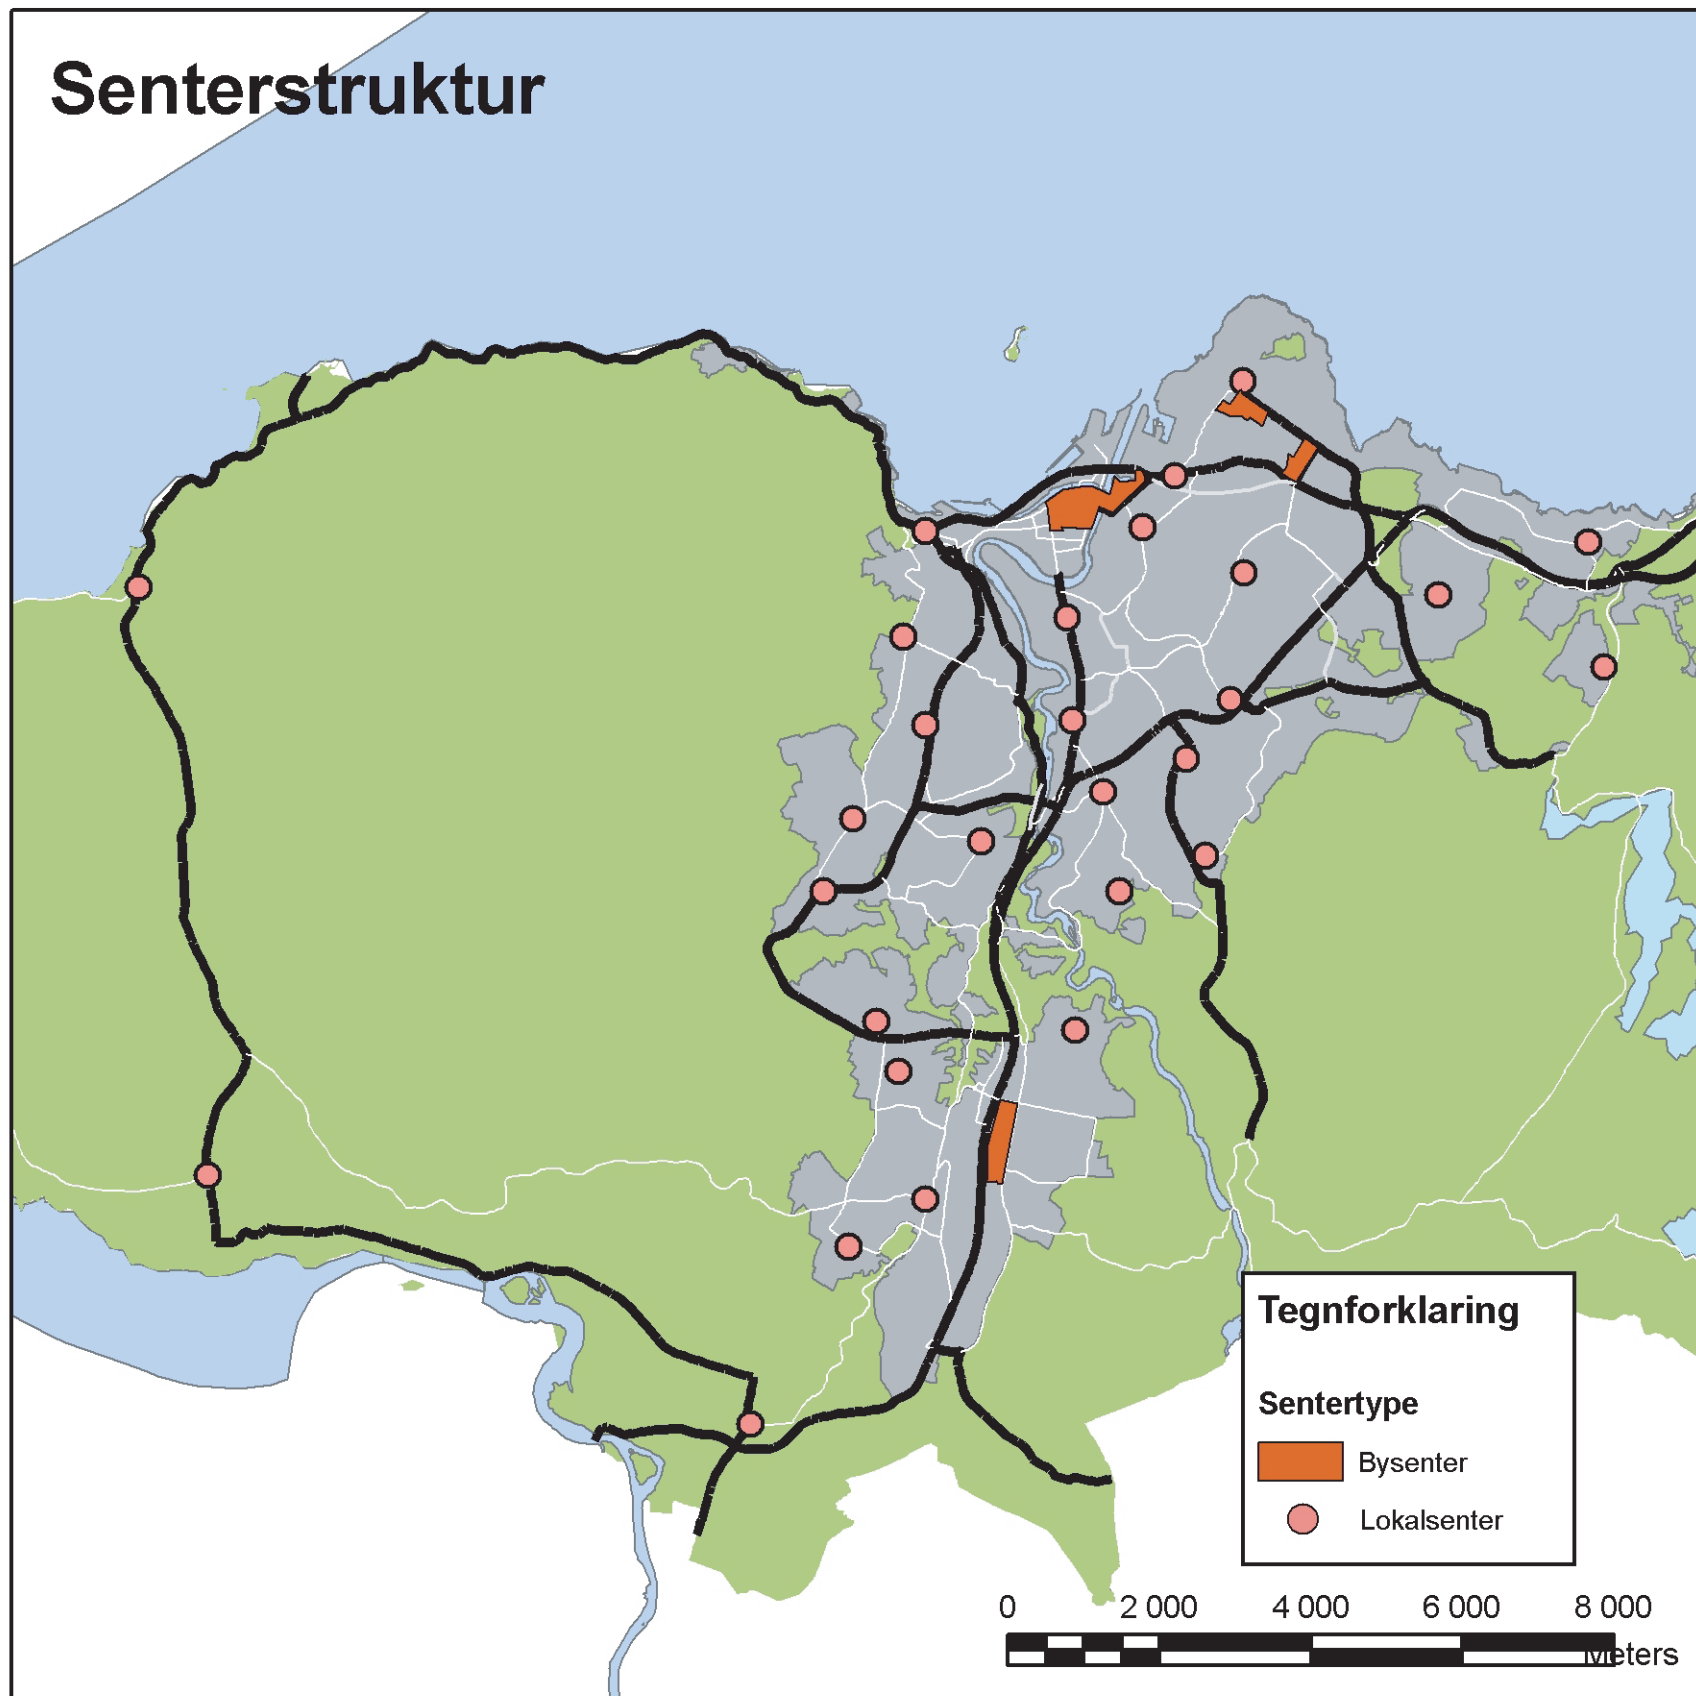 Senterstruktur
Tegnforklaring
Sentertype
Bysenter
Lokalsenter
0 2 000 4 000 6 000 8 000
Meters